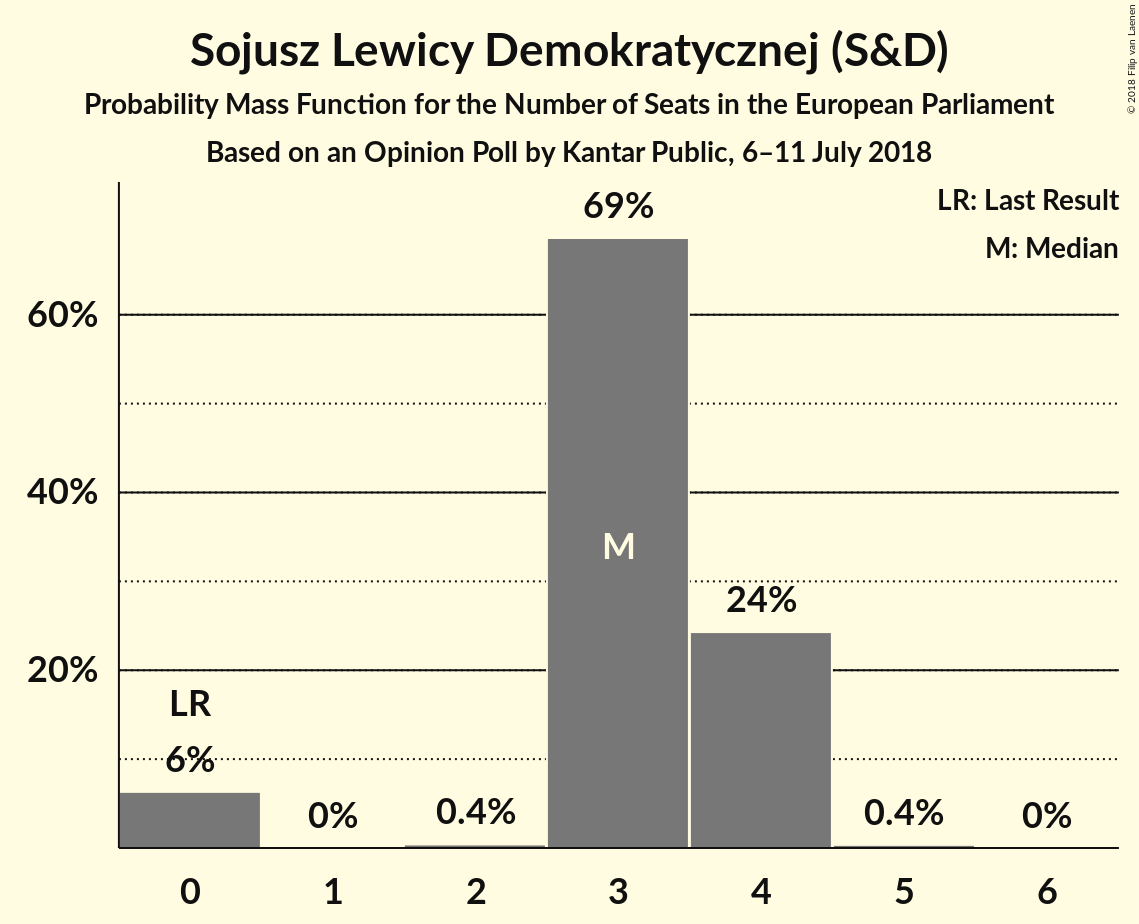 Sojusz Lewicy Demokratycznej (S&D)
Probability Mass Function for the Number of Seats in the European Parliament
Based on an Opinion Poll by Kantar Public, 6–11 July 2018
© 2018 Filip van Laenen
LR: Last Result
M: Median
69%
60%
40%
M
24%
20%
LR
6%
0%
0.4%
0.4%
0%
0 1 2 3 4 5 6